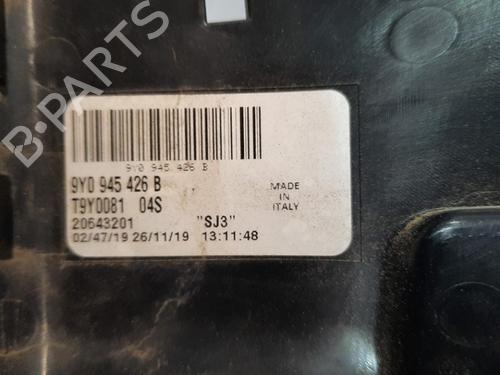 B-PARTS
9Y0 945 426 B
9Y0 945 426 B
T9Y0081 04S
20643201 "SJ3"
02/47/19 26/11/19 13:11:48
MADE
IN
ITALY